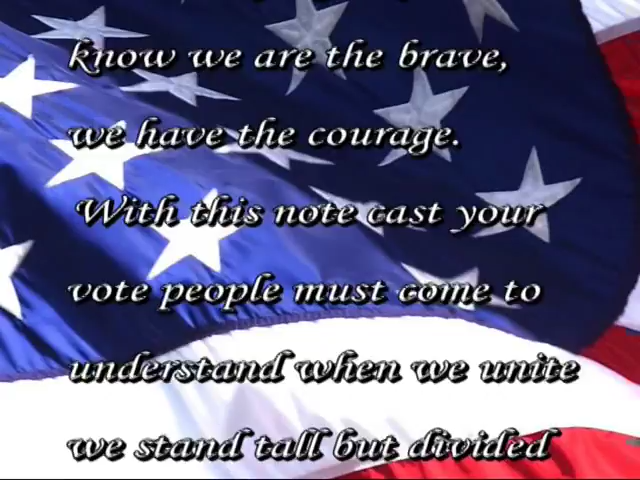 know we are the brave,
we have the courage.
With this note cast your
vote people must come to
understand when we unite
we stand tall but divided